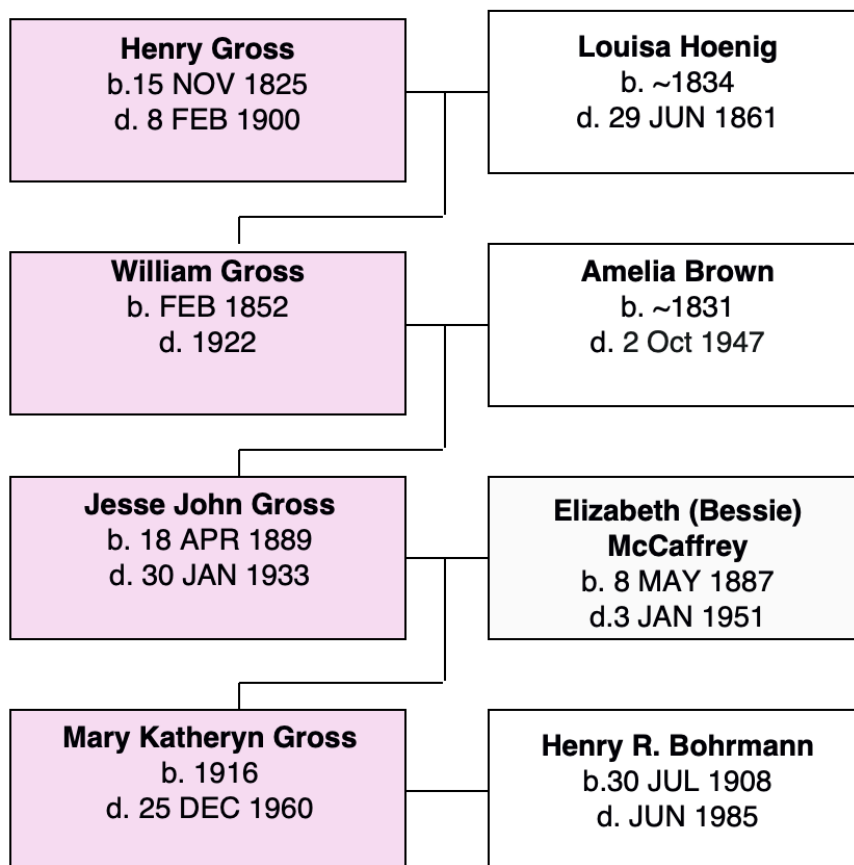 Henry Gross
b.15 NOV 1825
d. 8 FEB 1900
Louisa Hoenig
b. ~1834
d. 29 JUN 1861
William Gross
b. FEB 1852
d. 1922
Amelia Brown
b. ~1831
d. 2 Oct 1947
Jesse John Gross
b. 18 APR 1889
d. 30 JAN 1933
Elizabeth (Bessie)
McCaffrey
b. 8 MAY 1887
d.3 JAN 1951
Mary Katheryn Gross
b. 1916
d. 25 DEC 1960
Henry R. Bohrmann
b.30 JUL 1908
d. JUN 1985